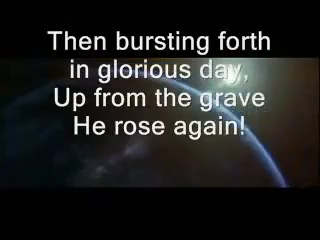 Then bursting forth
in glorious day,
Up from the grave
He rose again!